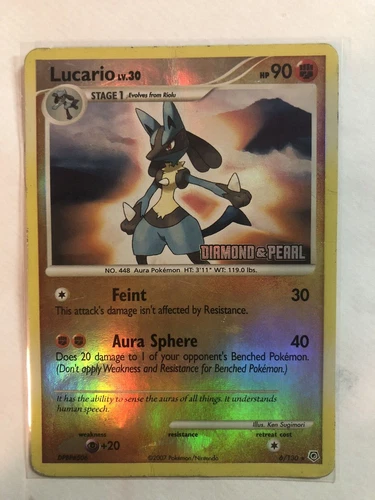 Lucario LV.30 HP 90
STAGE 1 Evolves from Riolu
DIAMOND & PEARL
NO. 448 Aura Pokémon HT: 3'11" WT: 119.0 lbs.
Feint 30
This attack's damage isn't affected by Resistance.
Aura Sphere 40
Does 20 damage to 1 of your opponent's Benched Pokémon.
(Don't apply Weakness and Resistance for Benched Pokémon.)
It has the ability to sense the auras of all things. It understands
human speech.
Illus. Ken Sugimori
weakness resistance retreat cost
+20
©2007 Pokémon/Nintendo 6/130